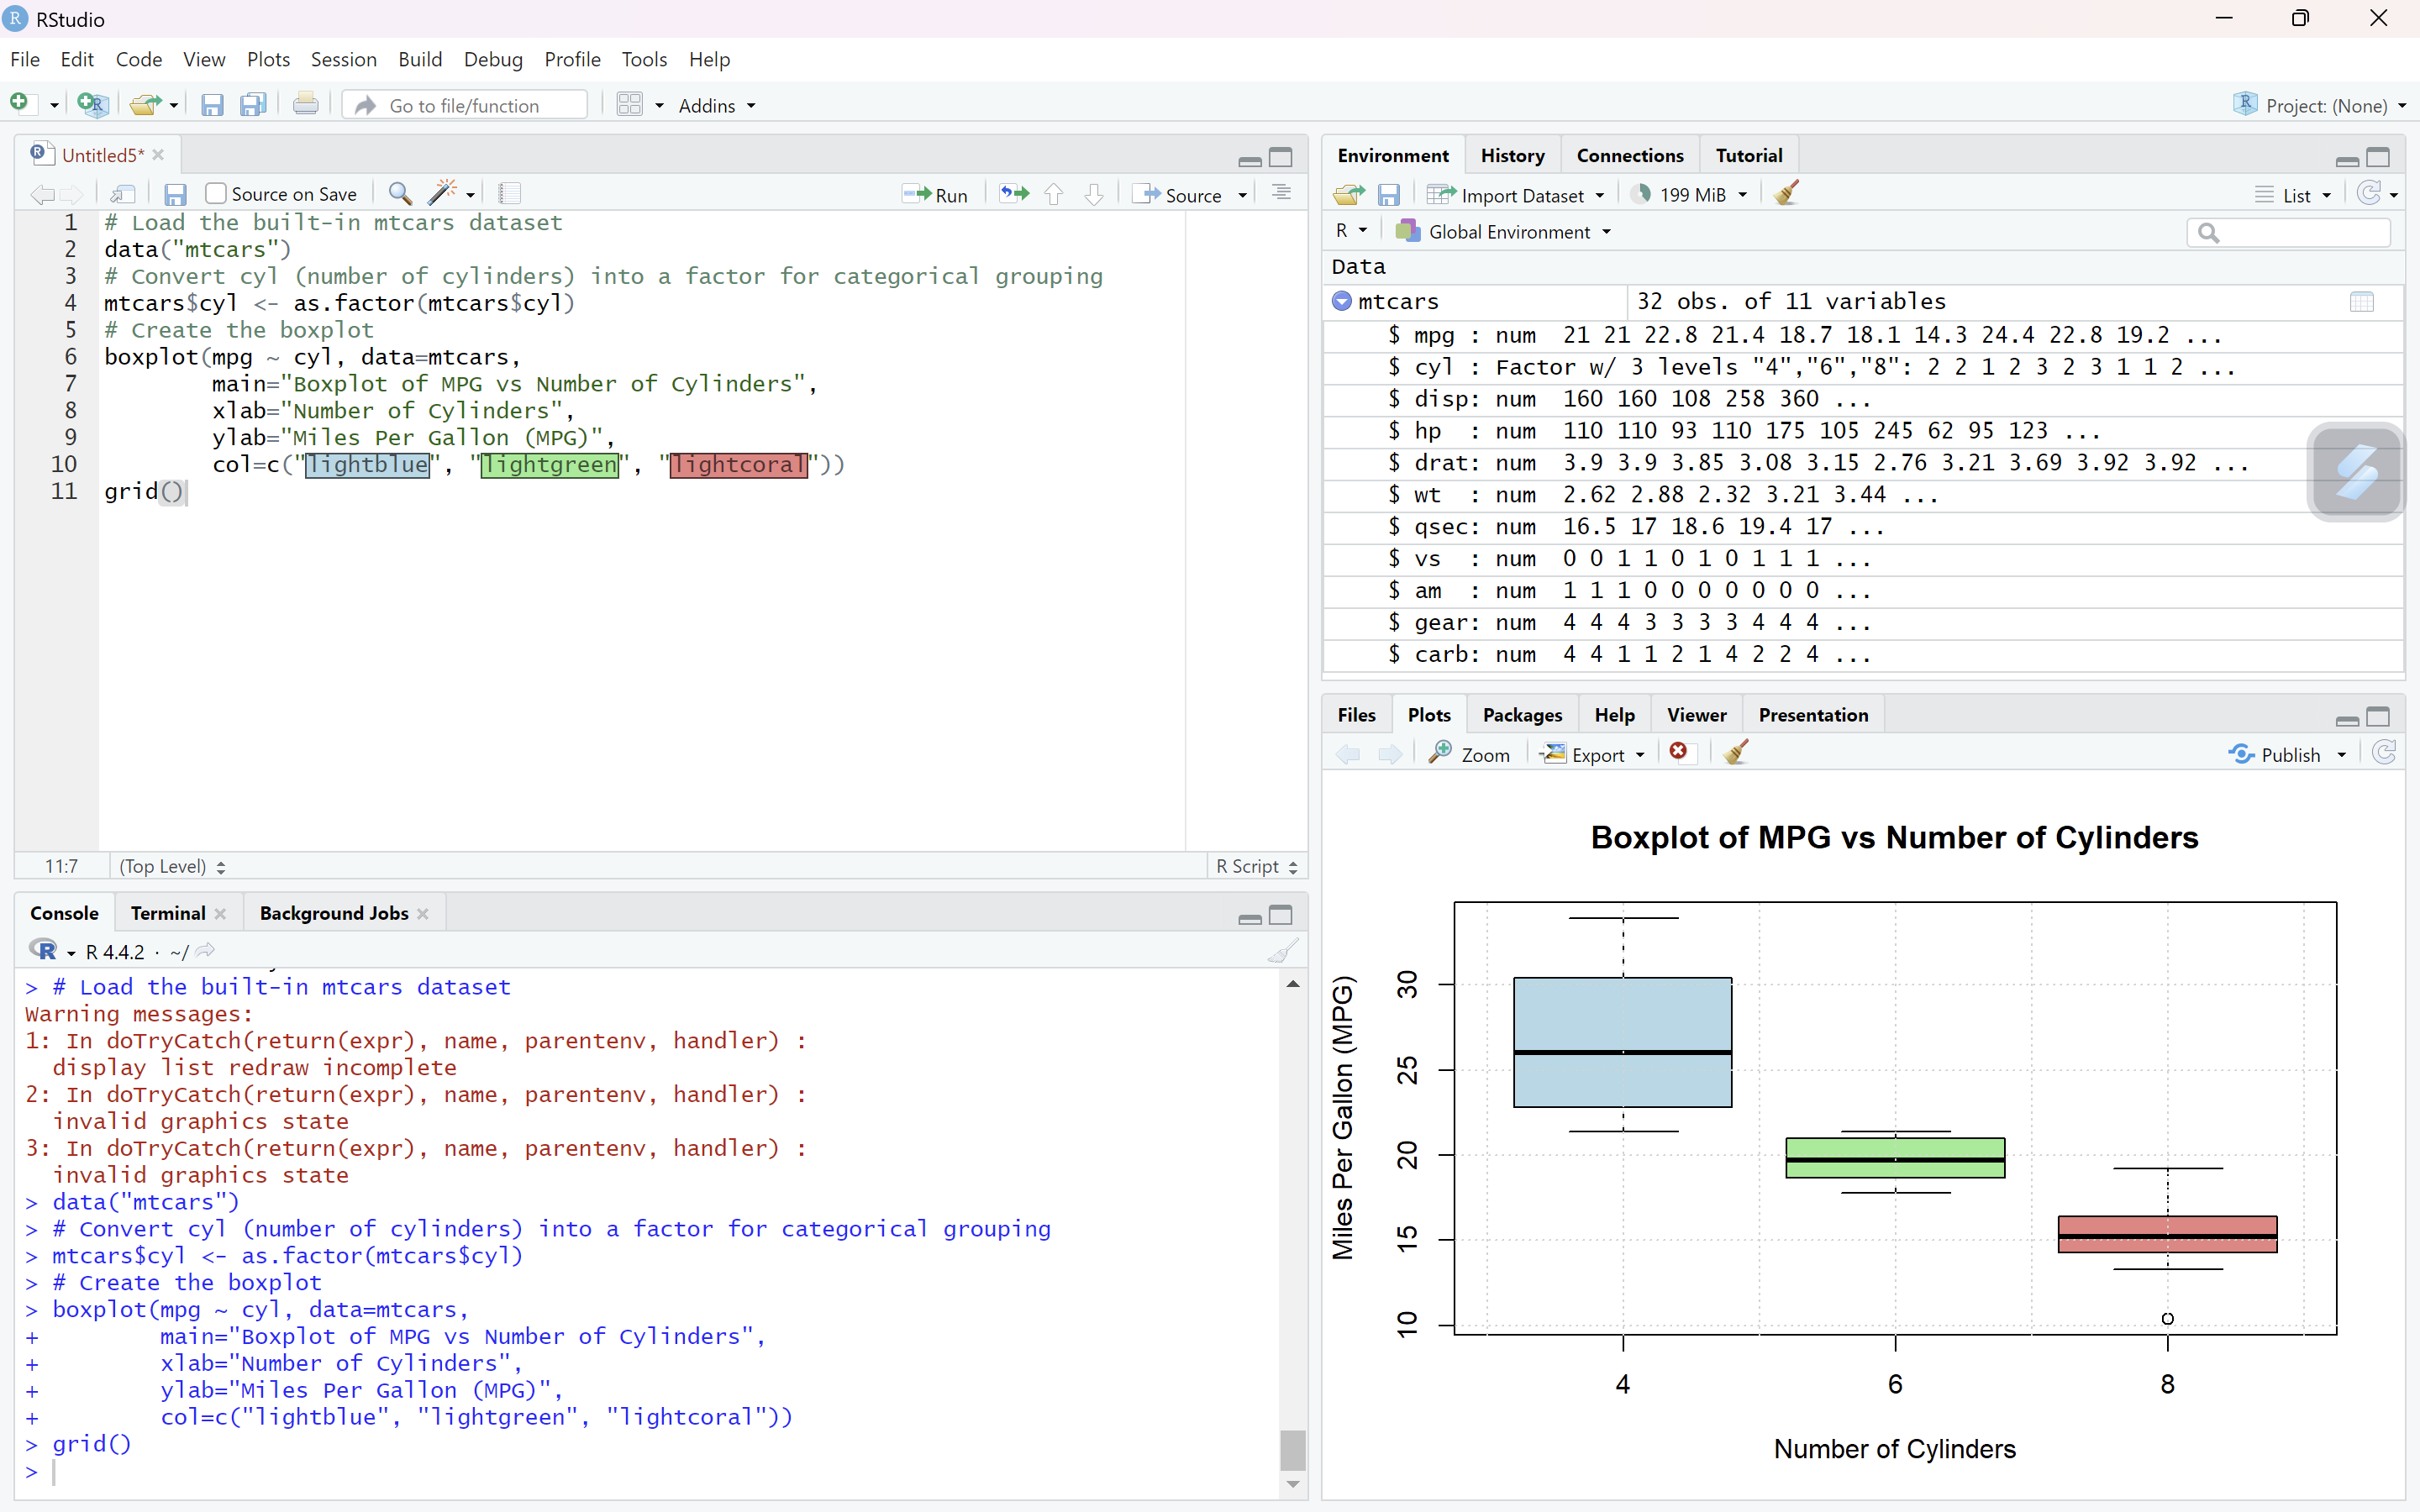 RStudio
File Edit Code View Plots Session Build Debug Profile Tools Help
Go to file/function Addins Project: (None)
Untitled5*
Source on Save Run Source
1 # Load the built-in mtcars dataset
2 data("mtcars")
3 # Convert cyl (number of cylinders) into a factor for categorical grouping
4 mtcars$cyl <- as.factor(mtcars$cyl)
5 # Create the boxplot
6 boxplot(mpg ~ cyl, data=mtcars,
7 main="Boxplot of MPG vs Number of Cylinders",
8 xlab="Number of Cylinders",
9 ylab="Miles Per Gallon (MPG)",
10 col=c("lightblue", "lightgreen", "lightcoral"))
11 grid()
11:7 (Top Level) R Script
Console Terminal Background Jobs
R R 4.4.2 · ~/
> # Load the built-in mtcars dataset
Warning messages:
1: In doTryCatch(return(expr), name, parentenv, handler) :
display list redraw incomplete
2: In doTryCatch(return(expr), name, parentenv, handler) :
invalid graphics state
3: In doTryCatch(return(expr), name, parentenv, handler) :
invalid graphics state
> data("mtcars")
> # Convert cyl (number of cylinders) into a factor for categorical grouping
> mtcars$cyl <- as.factor(mtcars$cyl)
> # Create the boxplot
> boxplot(mpg ~ cyl, data=mtcars,
+ main="Boxplot of MPG vs Number of Cylinders",
+ xlab="Number of Cylinders",
+ ylab="Miles Per Gallon (MPG)",
+ col=c("lightblue", "lightgreen", "lightcoral"))
> grid()
>
Environment History Connections Tutorial
Import Dataset 199 MiB List
R Global Environment
Data
mtcars 32 obs. of 11 variables
$ mpg : num 21 21 22.8 21.4 18.7 18.1 14.3 24.4 22.8 19.2 ...
$ cyl : Factor w/ 3 levels "4","6","8": 2 2 1 2 3 2 3 1 1 2 ...
$ disp: num 160 160 108 258 360 ...
$ hp : num 110 110 93 110 175 105 245 62 95 123 ...
$ drat: num 3.9 3.9 3.85 3.08 3.15 2.76 3.21 3.69 3.92 3.92 ...
$ wt : num 2.62 2.88 2.32 3.21 3.44 ...
$ qsec: num 16.5 17 18.6 19.4 17 ...
$ vs : num 0 0 1 1 0 1 0 1 1 1 ...
$ am : num 1 1 1 0 0 0 0 0 0 0 ...
$ gear: num 4 4 4 3 3 3 3 4 4 4 ...
$ carb: num 4 4 1 1 2 1 4 2 2 4 ...
Files Plots Packages Help Viewer Presentation
Zoom Export Publish
Boxplot of MPG vs Number of Cylinders
Miles Per Gallon (MPG)
30
25
20
15
10
4 6 8
Number of Cylinders